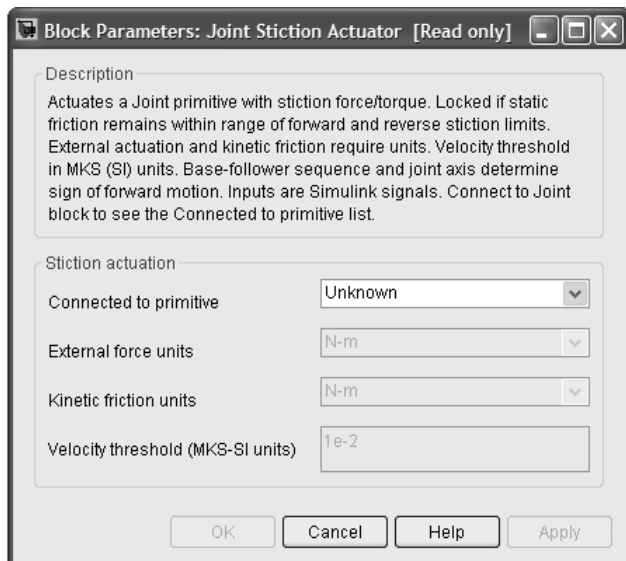 Block Parameters: Joint Stiction Actuator [Read only]
Description
Actuates a Joint primitive with stiction force/torque. Locked if static
friction remains within range of forward and reverse stiction limits.
External actuation and kinetic friction require units. Velocity threshold
in MKS (SI) units. Base-follower sequence and joint axis determine
sign of forward motion. Inputs are Simulink signals. Connect to Joint
block to see the Connected to primitive list.
Stiction actuation
Connected to primitive Unknown
External force units N-m
Kinetic friction units N-m
Velocity threshold (MKS-SI units) 1e-2
OK Cancel Help Apply